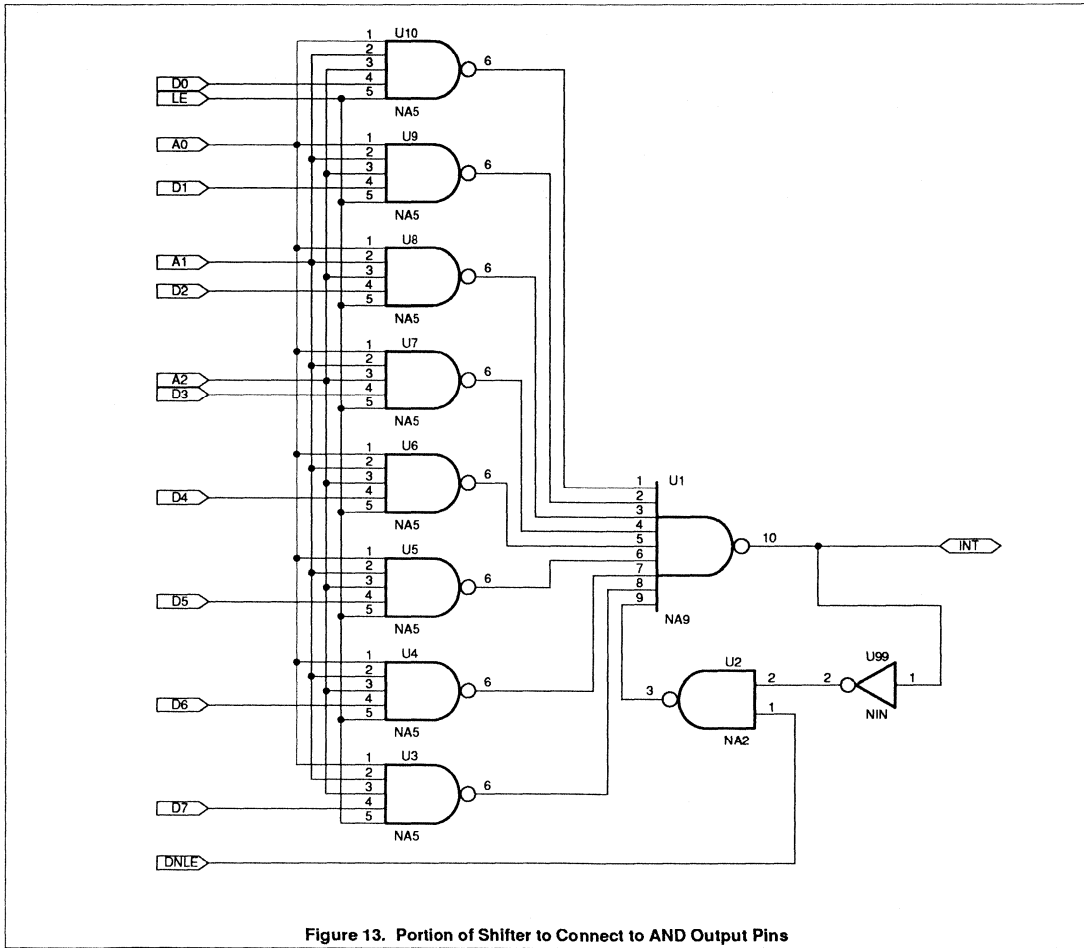 U10
1
2
3
4
5
6
NA5
D0
LE
A0
U9
1
2
3
4
5
6
NA5
D1
U8
1
2
3
4
5
6
NA5
A1
D2
U7
1
2
3
4
5
6
NA5
A2
D3
U6
1
2
3
4
5
6
NA5
D4
U5
1
2
3
4
5
6
NA5
D5
U4
1
2
3
4
5
6
NA5
D6
U3
1
2
3
4
5
6
NA5
D7
DNLE
U1
1
2
3
4
5
6
7
8
9
10
NA9
INT
U2
3
2
1
NA2
U99
2
1
NIN
Figure 13. Portion of Shifter to Connect to AND Output Pins